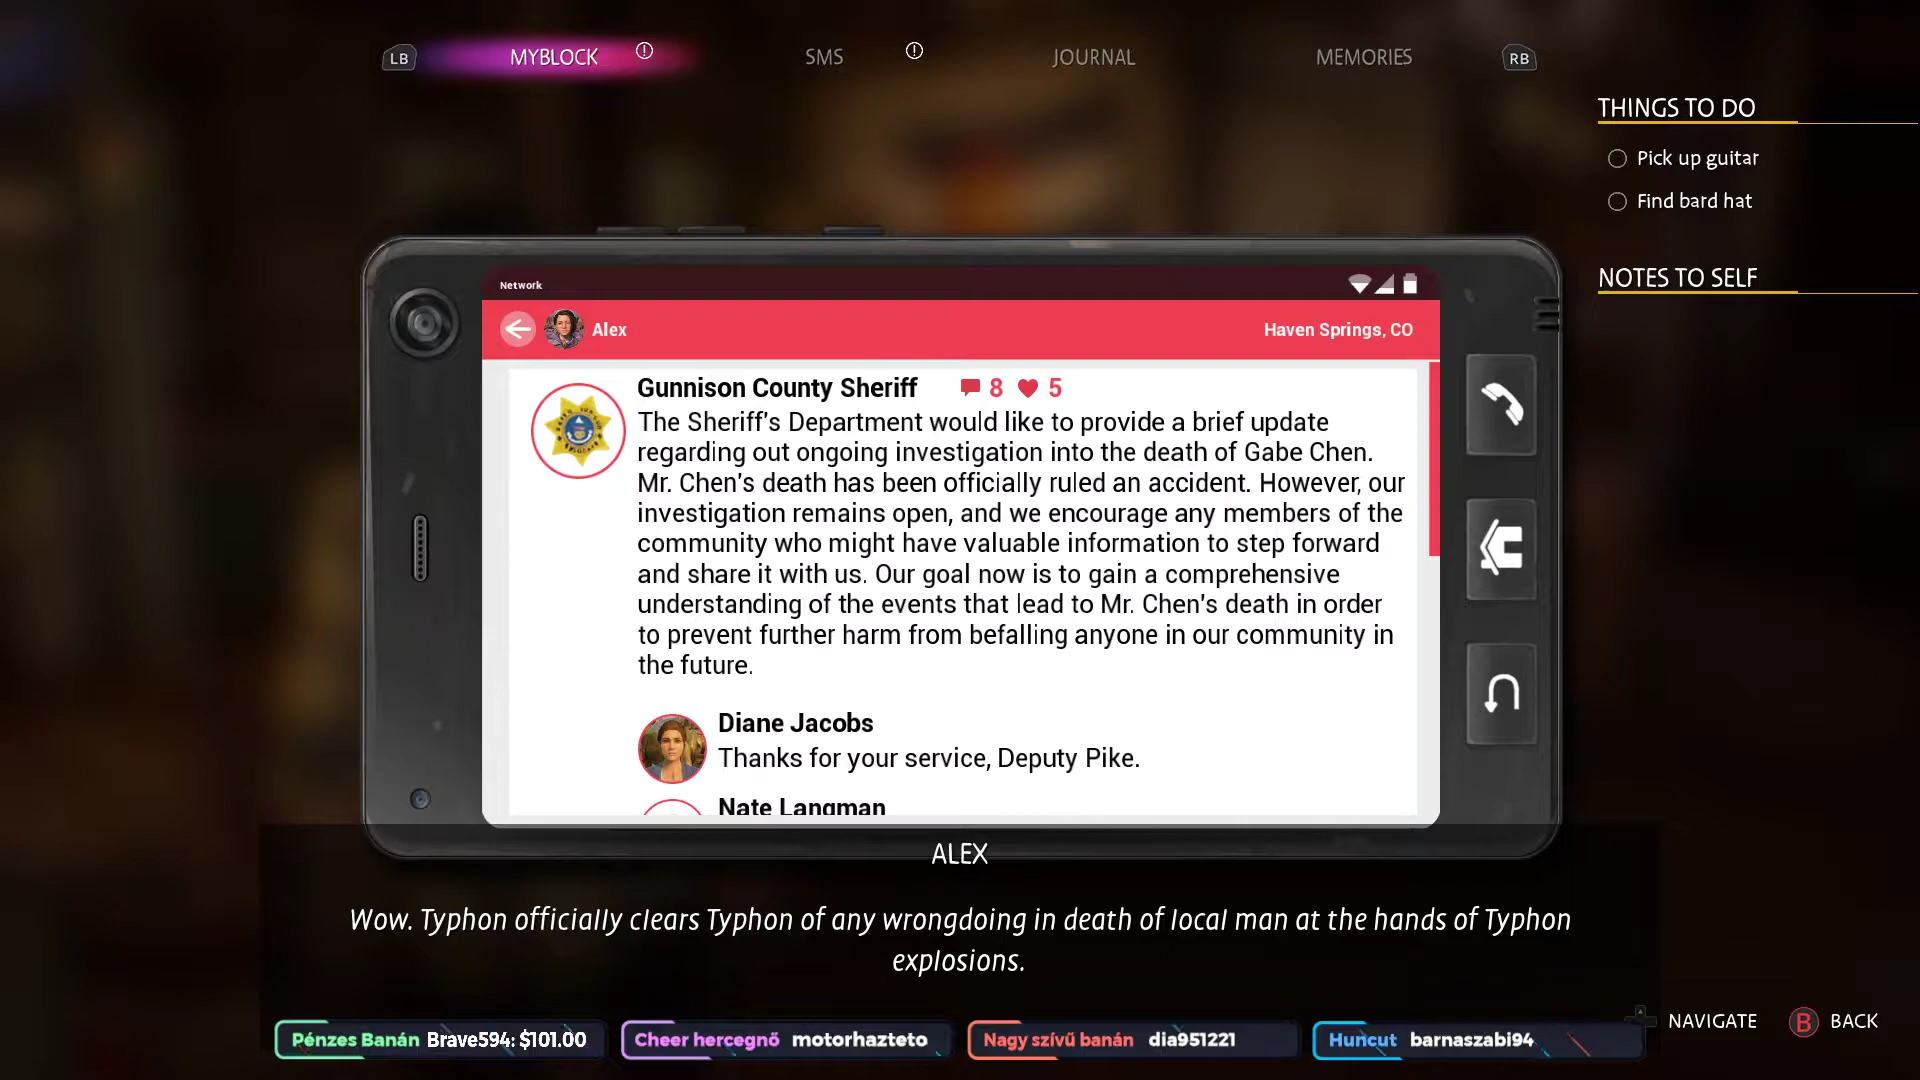 LB
MYBLOCK
SMS
JOURNAL
MEMORIES
RB
THINGS TO DO
Pick up guitar
Find bard hat
NOTES TO SELF
Network
Alex
Haven Springs, CO
Gunnison County Sheriff 8 5
The Sheriff's Department would like to provide a brief update
regarding out ongoing investigation into the death of Gabe Chen.
Mr. Chen's death has been officially ruled an accident. However, our
investigation remains open, and we encourage any members of the
community who might have valuable information to step forward
and share it with us. Our goal now is to gain a comprehensive
understanding of the events that lead to Mr. Chen's death in order
to prevent further harm from befalling anyone in our community in
the future.
Diane Jacobs
Thanks for your service, Deputy Pike.
Nate Langman
ALEX
Wow. Typhon officially clears Typhon of any wrongdoing in death of local man at the hands of Typhon
explosions.
NAVIGATE
B BACK
Pénzes Banán Brave594: $101.00
Cheer hercegnő motorhazteto
Nagy szívű banán dia951221
Huncut barnaszabi94